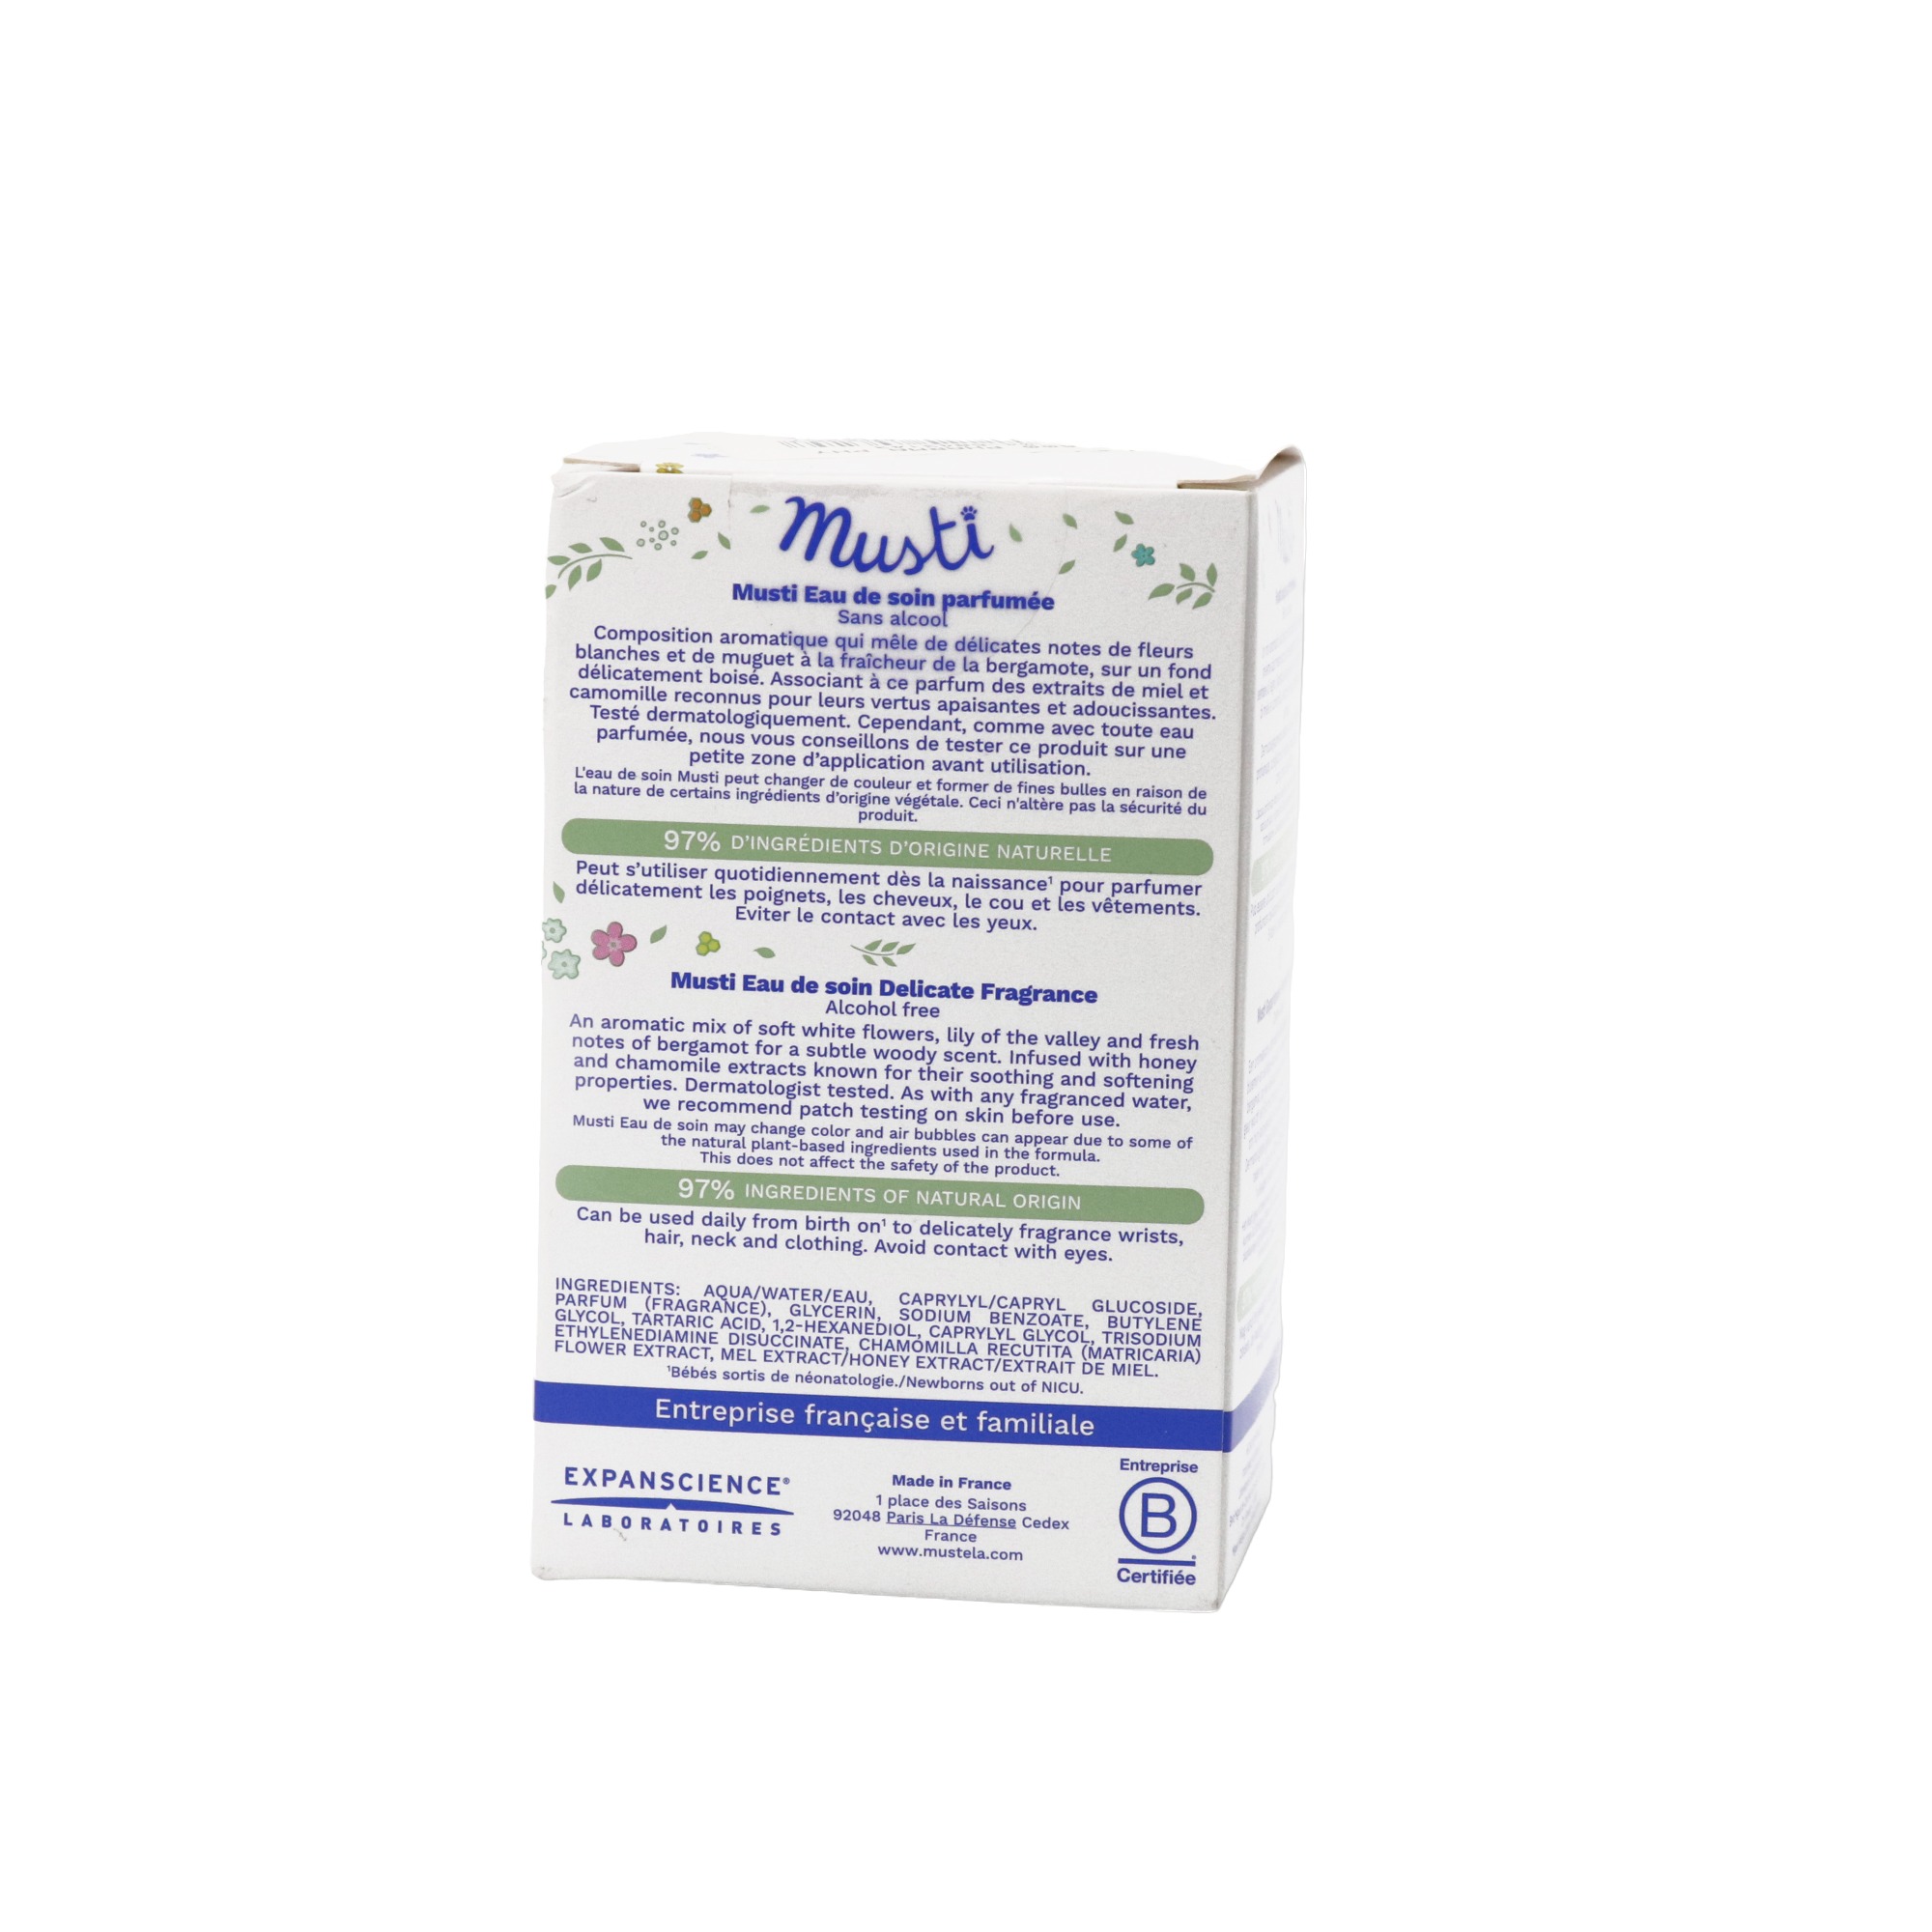 Musti
Musti Eau de soin parfumée
Sans alcool
Composition aromatique qui mêle de délicates notes de fleurs
blanches et de muguet à la fraîcheur de la bergamote, sur un fond
délicatement boisé. Associant à ce parfum des extraits de miel et
camomille reconnus pour leurs vertus apaisantes et adoucissantes.
Testé dermatologiquement. Cependant, comme avec toute eau
parfumée, nous vous conseillons de tester ce produit sur une
petite zone d'application avant utilisation.
L'eau de soin Musti peut changer de couleur et former de fines bulles en raison de
la nature de certains ingrédients d'origine végétale. Ceci n'altère pas la sécurité du
produit.
97% D'INGRÉDIENTS D'ORIGINE NATURELLE
Peut s'utiliser quotidiennement dès la naissance¹ pour parfumer
délicatement les poignets, les cheveux, le cou et les vêtements.
Eviter le contact avec les yeux.
Musti Eau de soin Delicate Fragrance
Alcohol free
An aromatic mix of soft white flowers, lily of the valley and fresh
notes of bergamot for a subtle woody scent. Infused with honey
and chamomile extracts known for their soothing and softening
properties. Dermatologist tested. As with any fragranced water,
we recommend patch testing on skin before use.
Musti Eau de soin may change color and air bubbles can appear due to some of
the natural plant-based ingredients used in the formula.
This does not affect the safety of the product.
97% INGREDIENTS OF NATURAL ORIGIN
Can be used daily from birth on¹ to delicately fragrance wrists,
hair, neck and clothing. Avoid contact with eyes.
INGREDIENTS: AQUA/WATER/EAU, CAPRYLYL/CAPRYL GLUCOSIDE,
PARFUM (FRAGRANCE), GLYCERIN, SODIUM BENZOATE, BUTYLENE
GLYCOL, TARTARIC ACID, 1,2-HEXANEDIOL, CAPRYLYL GLYCOL, TRISODIUM
ETHYLENEDIAMINE DISUCCINATE, CHAMOMILLA RECUTITA (MATRICARIA)
FLOWER EXTRACT, MEL EXTRACT/HONEY EXTRACT/EXTRAIT DE MIEL.
¹Bébés sortis de néonatologie./Newborns out of NICU.
Entreprise française et familiale
EXPANSCIENCE®
LABORATOIRES
Made in France
1 place des Saisons
92048 Paris La Défense Cedex
France
www.mustela.com
Entreprise
B
Certifiée